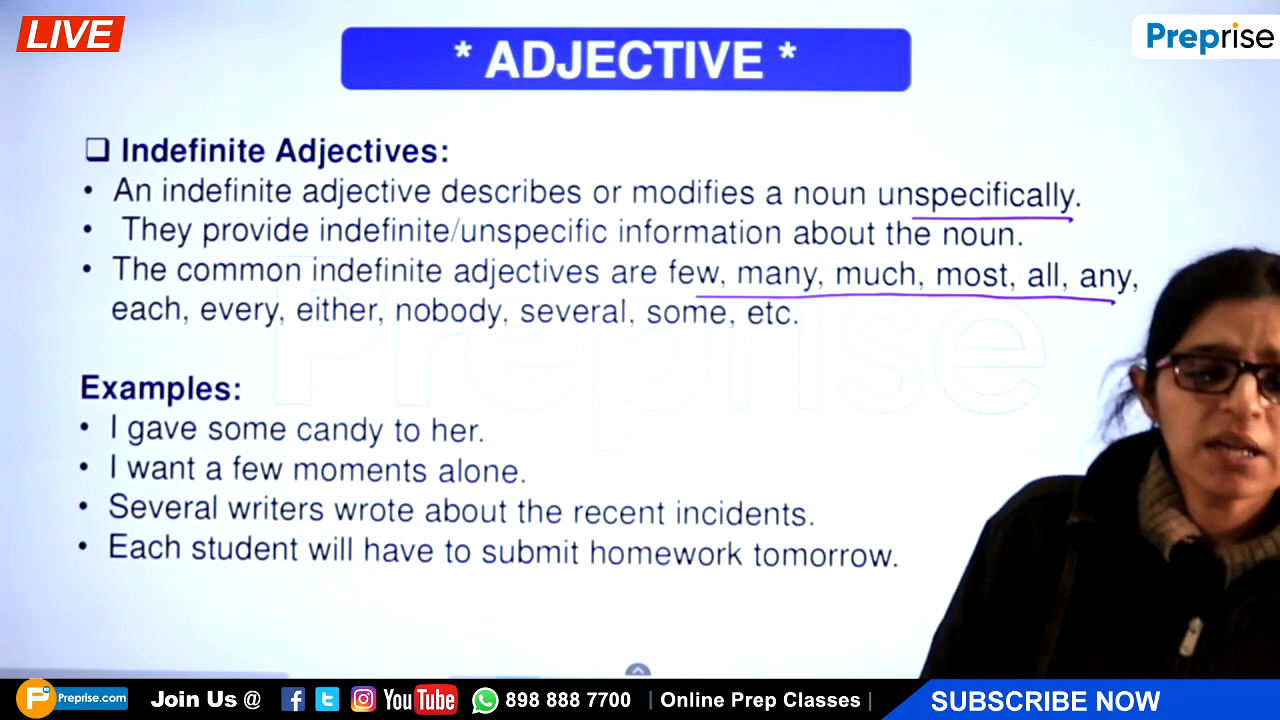 LIVE
Preprise
* ADJECTIVE *
❑ Indefinite Adjectives:
• An indefinite adjective describes or modifies a noun unspecifically.
• They provide indefinite/unspecific information about the noun.
• The common indefinite adjectives are few, many, much, most, all, any,
each, every, either, nobody, several, some, etc.
Preprise
Examples:
• I gave some candy to her.
• I want a few moments alone.
• Several writers wrote about the recent incidents.
• Each student will have to submit homework tomorrow.
Preprise.com Join Us @ YouTube 898 888 7700 | Online Prep Classes | SUBSCRIBE NOW